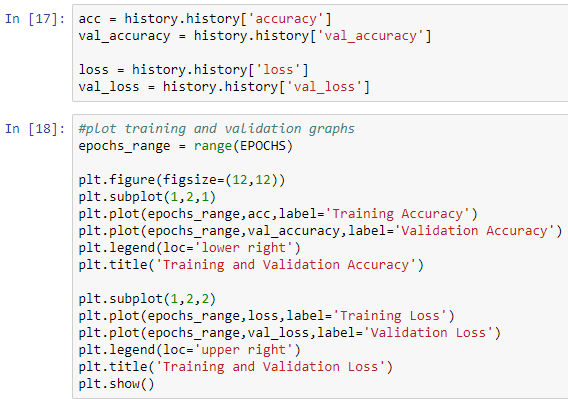 In [17]: acc = history.history['accuracy']
val_accuracy = history.history['val_accuracy']
loss = history.history['loss']
val_loss = history.history['val_loss']
In [18]: #plot training and validation graphs
epochs_range = range(EPOCHS)
plt.figure(figsize=(12,12))
plt.subplot(1,2,1)
plt.plot(epochs_range,acc,label='Training Accuracy')
plt.plot(epochs_range,val_accuracy,label='Validation Accuracy')
plt.legend(loc='lower right')
plt.title('Training and Validation Accuracy')
plt.subplot(1,2,2)
plt.plot(epochs_range,loss,label='Training Loss')
plt.plot(epochs_range,val_loss,label='Validation Loss')
plt.legend(loc='upper right')
plt.title('Training and Validation Loss')
plt.show()